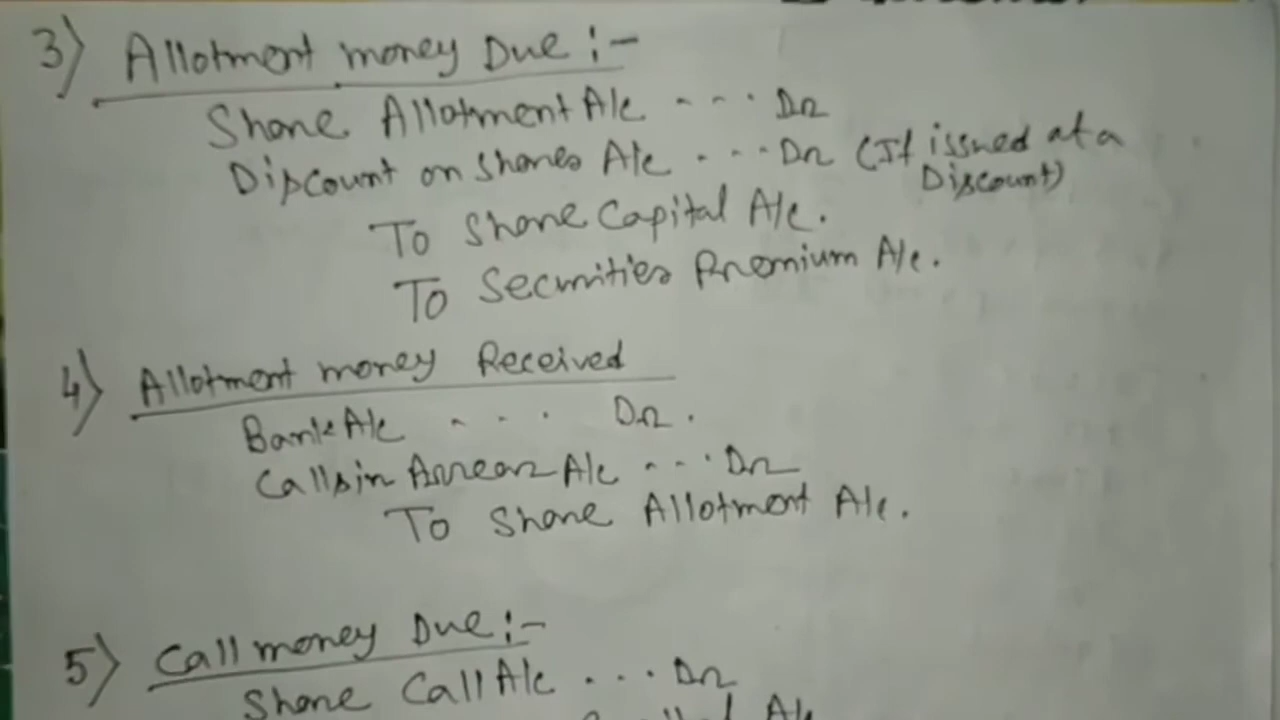 3) Allotment money Due :-
Share Allotment A/c - - - . Dr
Discount on shares A/c . - - . Dr (If issued at a
Discount)
To Share Capital A/c.
To Securities Premium A/c.
4) Allotment money Received
Bank A/c - . . Dr.
Calls in Arrear A/c - - . Dr
To Share Allotment A/c.
5) Call money Due :-
Share Call A/c . . . . Dr
A/c